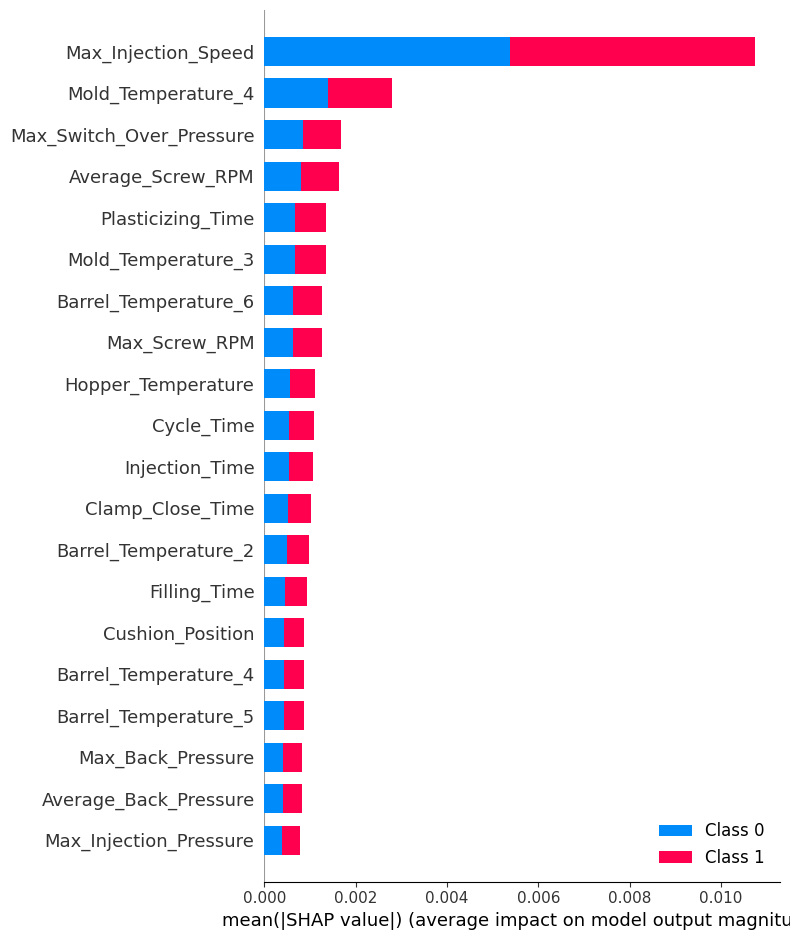 Max_Injection_Speed
Mold_Temperature_4
Max_Switch_Over_Pressure
Average_Screw_RPM
Plasticizing_Time
Mold_Temperature_3
Barrel_Temperature_6
Max_Screw_RPM
Hopper_Temperature
Cycle_Time
Injection_Time
Clamp_Close_Time
Barrel_Temperature_2
Filling_Time
Cushion_Position
Barrel_Temperature_4
Barrel_Temperature_5
Max_Back_Pressure
Average_Back_Pressure
Max_Injection_Pressure
Class 0
Class 1
0.000 0.002 0.004 0.006 0.008 0.010
mean(|SHAP value|) (average impact on model output magnitu